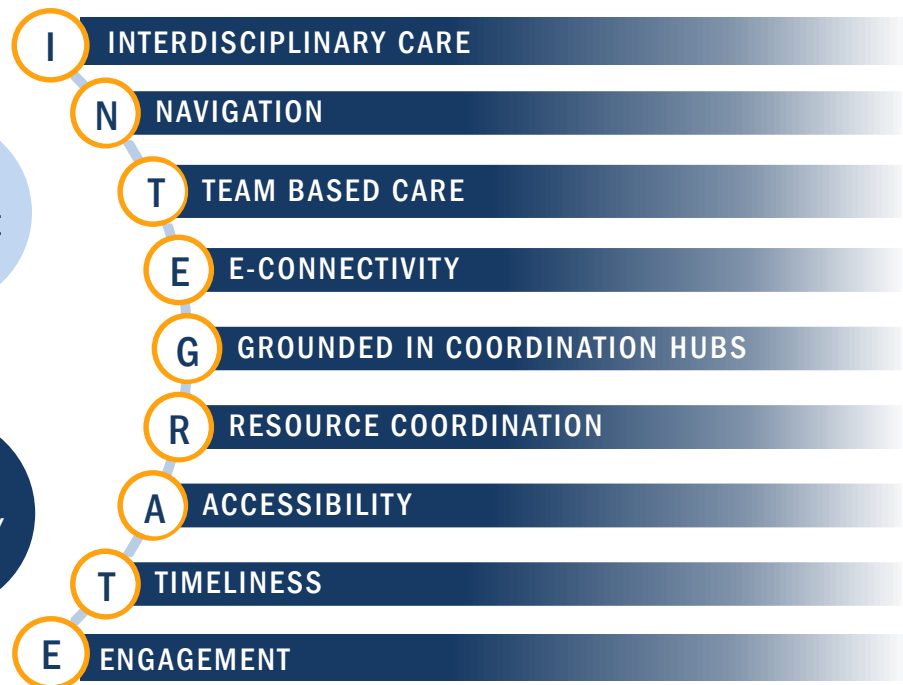 I INTERDISCIPLINARY CARE
N NAVIGATION
T TEAM BASED CARE
E E-CONNECTIVITY
G GROUNDED IN COORDINATION HUBS
R RESOURCE COORDINATION
A ACCESSIBILITY
T TIMELINESS
E ENGAGEMENT